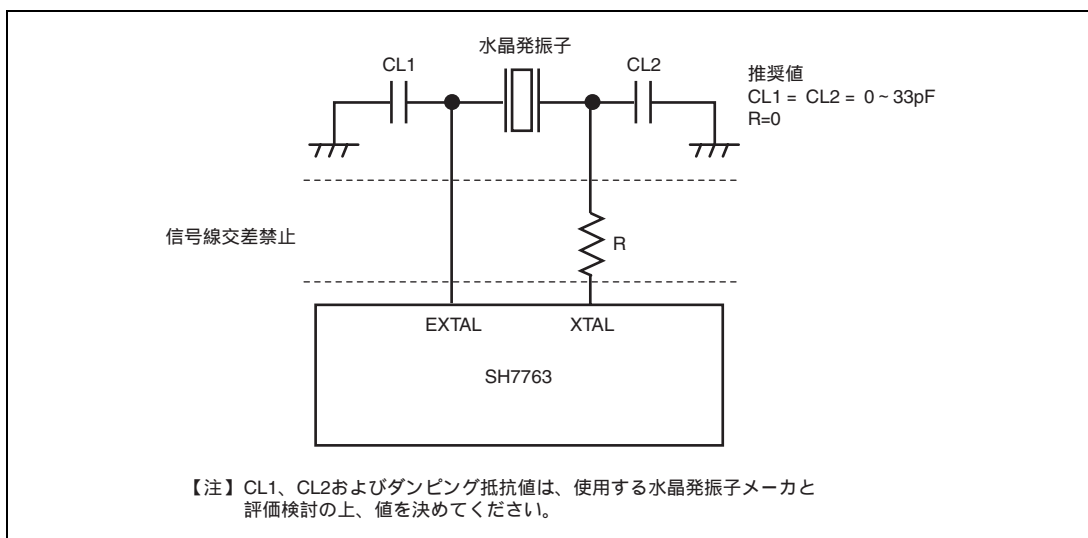 水晶発振子
CL1
CL2
推奨値
CL1 = CL2 = 0 ~ 33pF
R=0
信号線交差禁止
R
EXTAL
XTAL
SH7763
【注】CL1、CL2およびダンピング抵抗値は、使用する水晶発振子メーカと
評価検討の上、値を決めてください。